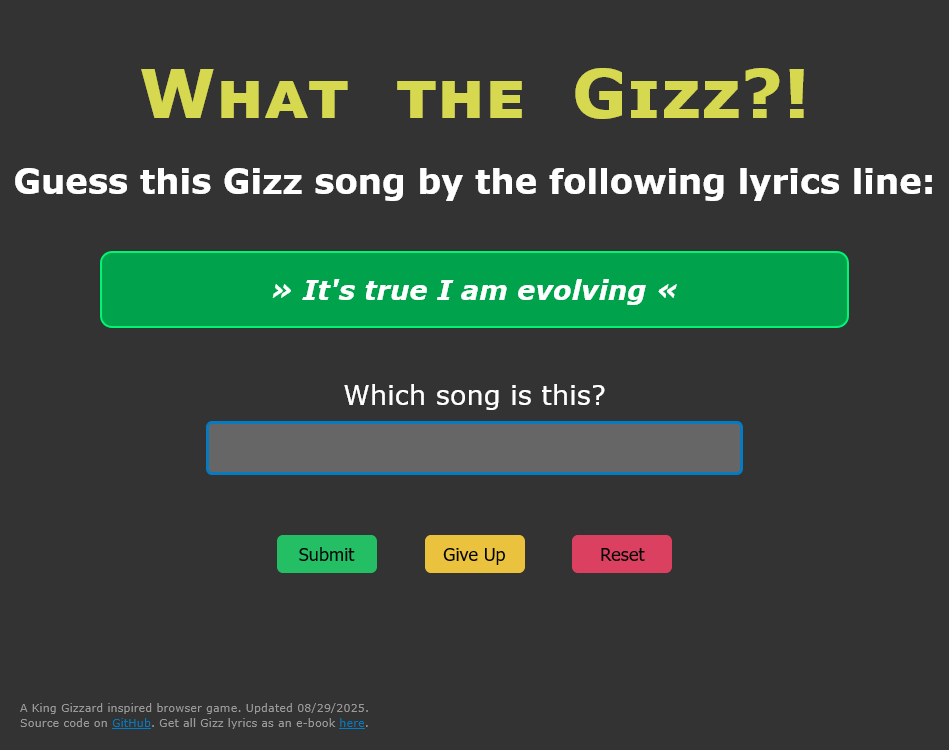 What the Gizz?!
Guess this Gizz song by the following lyrics line:
» It's true I am evolving «
Which song is this?
Submit Give Up Reset
A King Gizzard inspired browser game. Updated 08/29/2025.
Source code on GitHub. Get all Gizz lyrics as an e-book here.